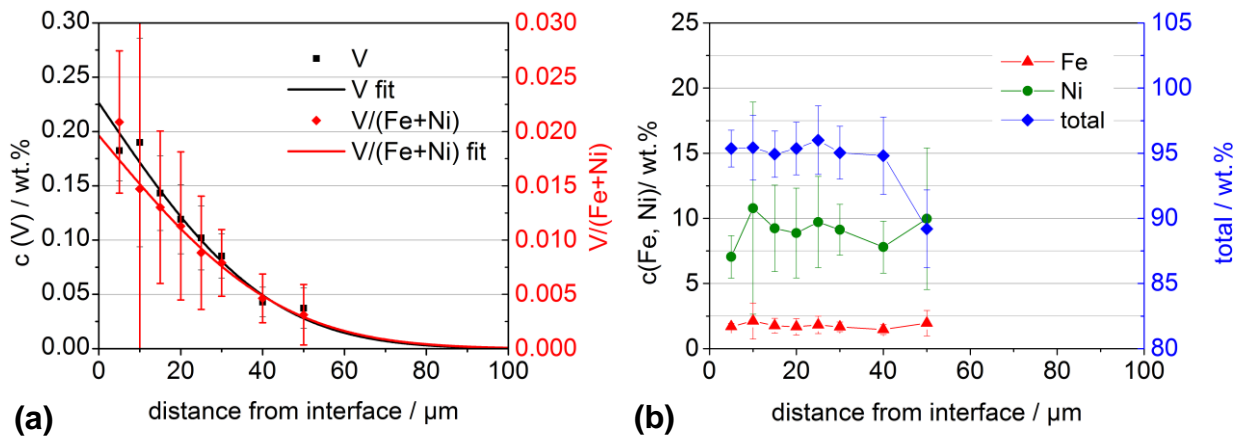 0.30
0.25
0.20
0.15
0.10
0.05
0.00
c (V) / wt.%
V
V fit
V/(Fe+Ni)
V/(Fe+Ni) fit
0.030
0.025
0.020
0.015
0.010
0.005
0.000
V/(Fe+Ni)
0 20 40 60 80 100
distance from interface / µm
(a)
25
20
15
10
5
0
c(Fe, Ni)/ wt.%
Fe
Ni
total
105
100
95
90
85
80
total / wt.%
0 20 40 60 80 100
distance from interface / µm
(b)